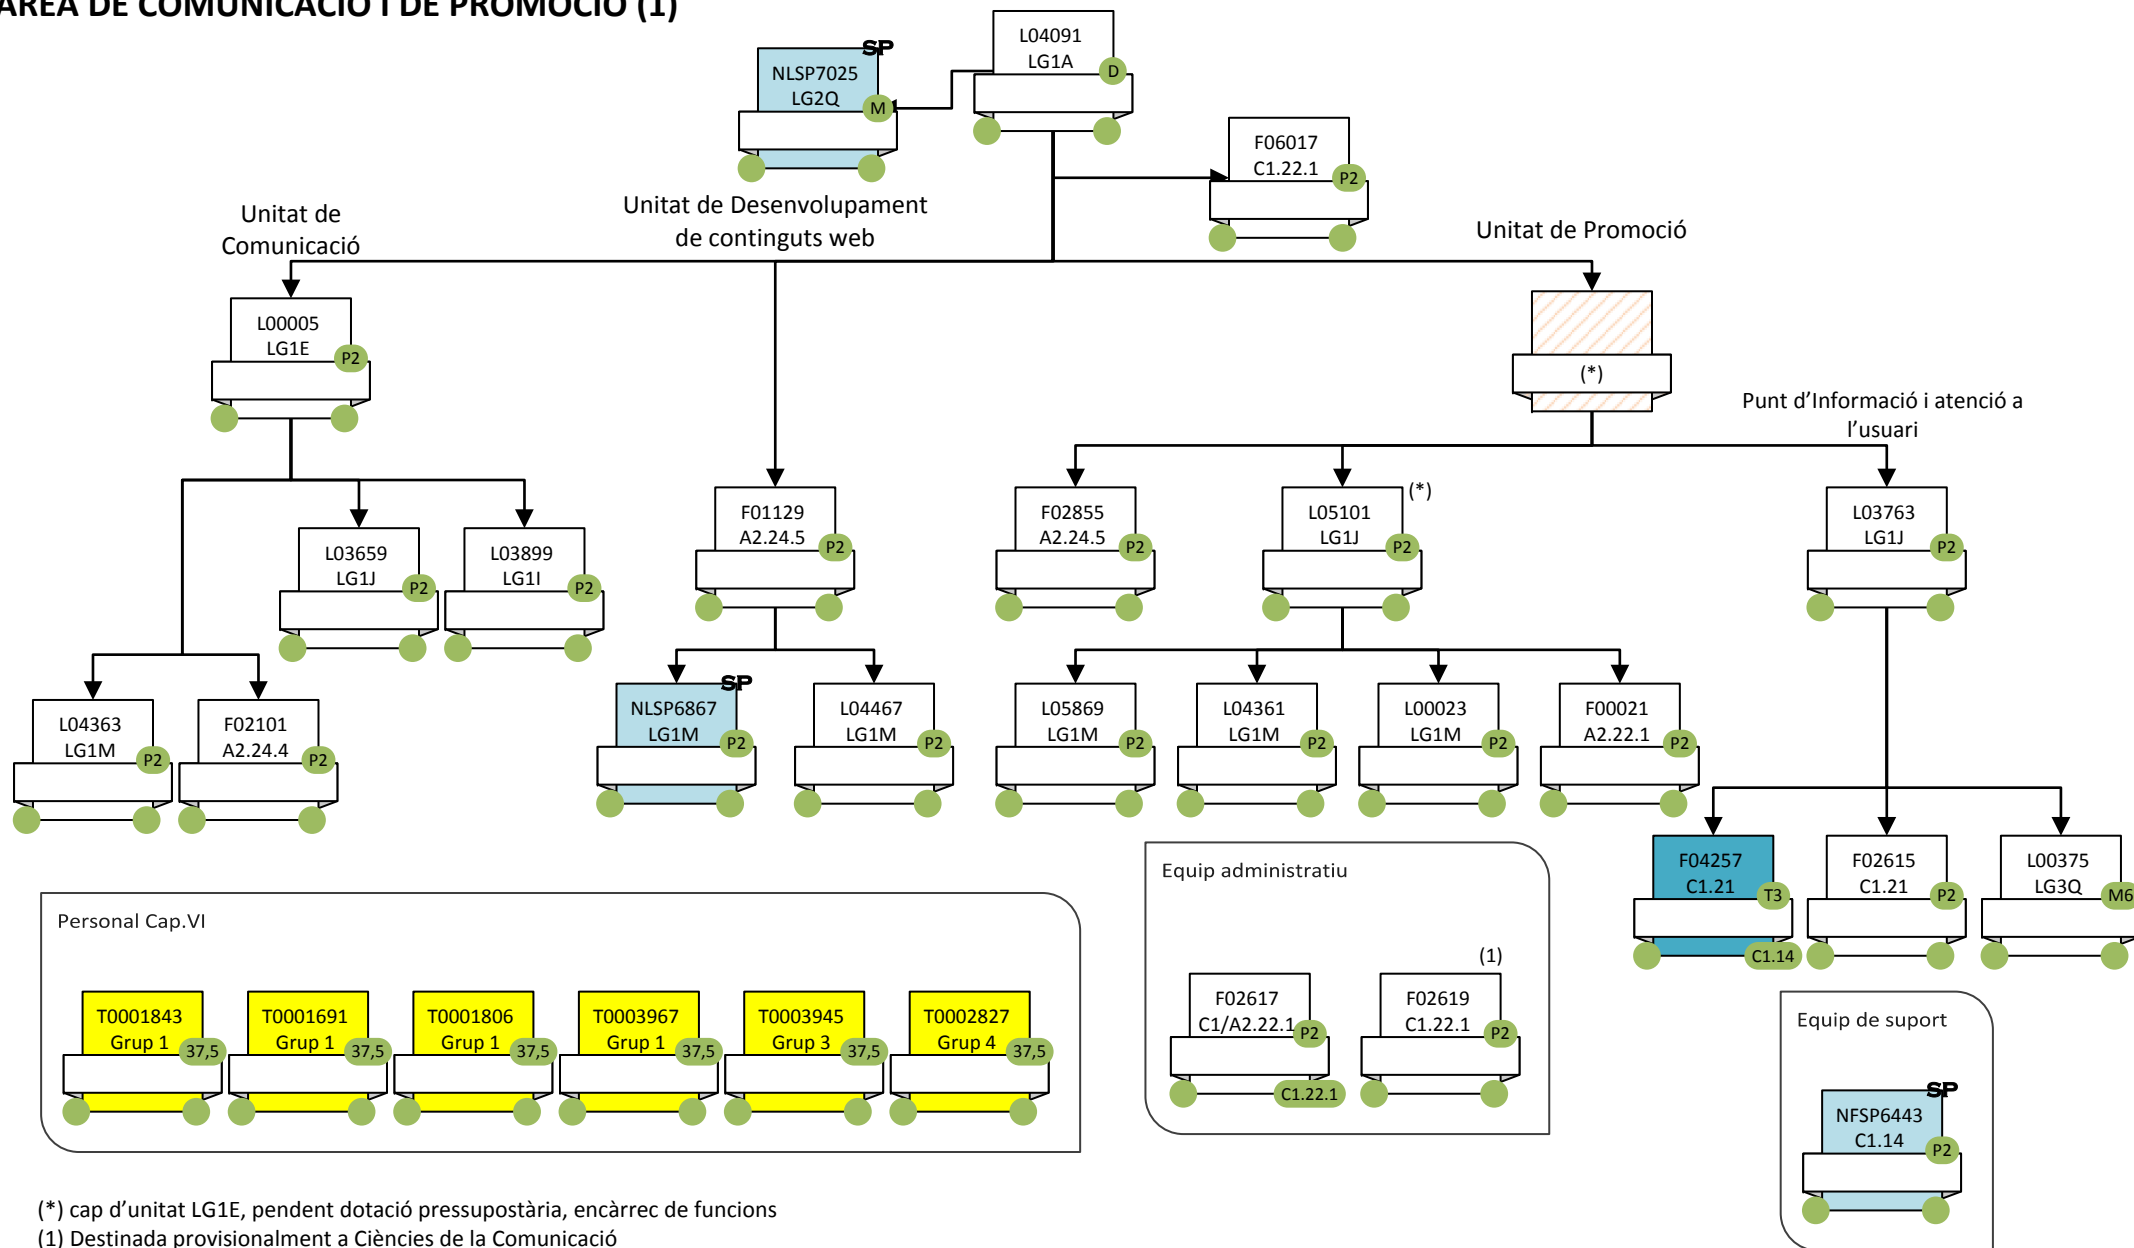 ÀREA DE COMUNICACIÓ I DE PROMOCIÓ (1)
L04091
LG1A
D
SP
NLSP7025
LG2Q
M
F06017
C1.22.1
P2
Unitat de
Comunicació
Unitat de Desenvolupament
de continguts web
Unitat de Promoció
L00005
LG1E
P2
(*)
Punt d'Informació i atenció a
l'usuari
L03659
LG1J
P2
L03899
LG1I
P2
F01129
A2.24.5
P2
F02855
A2.24.5
P2
(*)
L05101
LG1J
P2
L03763
LG1J
P2
L04363
LG1M
P2
F02101
A2.24.4
P2
SP
NLSP6867
LG1M
P2
L04467
LG1M
P2
L05869
LG1M
P2
L04361
LG1M
P2
L00023
LG1M
P2
F00021
A2.22.1
P2
F04257
C1.21
T3
C1.14
F02615
C1.21
P2
L00375
LG3Q
M6
Personal Cap.VI
T0001843
Grup 1
37,5
T0001691
Grup 1
37,5
T0001806
Grup 1
37,5
T0003967
Grup 1
37,5
T0003945
Grup 3
37,5
T0002827
Grup 4
37,5
Equip administratiu
F02617
C1/A2.22.1
P2
C1.22.1
(1)
F02619
C1.22.1
P2
Equip de suport
SP
NFSP6443
C1.14
P2
(*) cap d'unitat LG1E, pendent dotació pressupostària, encàrrec de funcions
(1) Destinada provisionalment a Ciències de la Comunicació